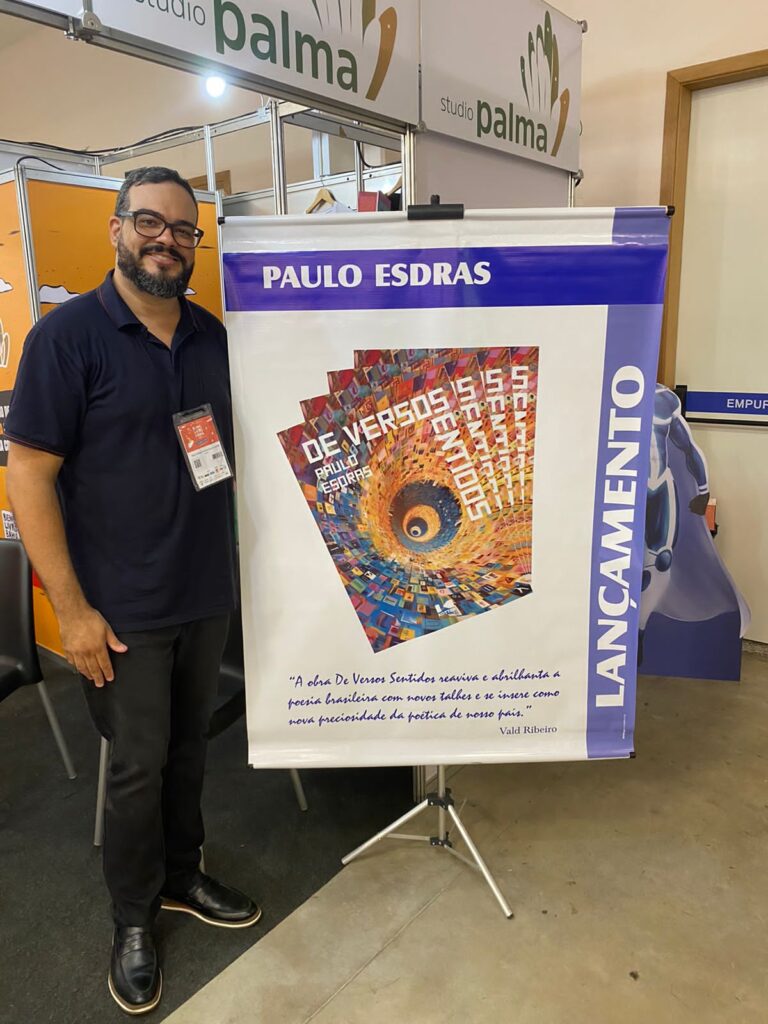 studio palma
studio palma
PAULO ESDRAS
LANÇAMENTO
DE VERSOS
SENTIDOS
PAULO
ESDRAS
“A obra De Versos Sentidos reaviva e abrilhanta a
poesia brasileira com novos talhes e se insere como
nova preciosidade da poética de nosso país.”
Vald Ribeiro
EMPUR